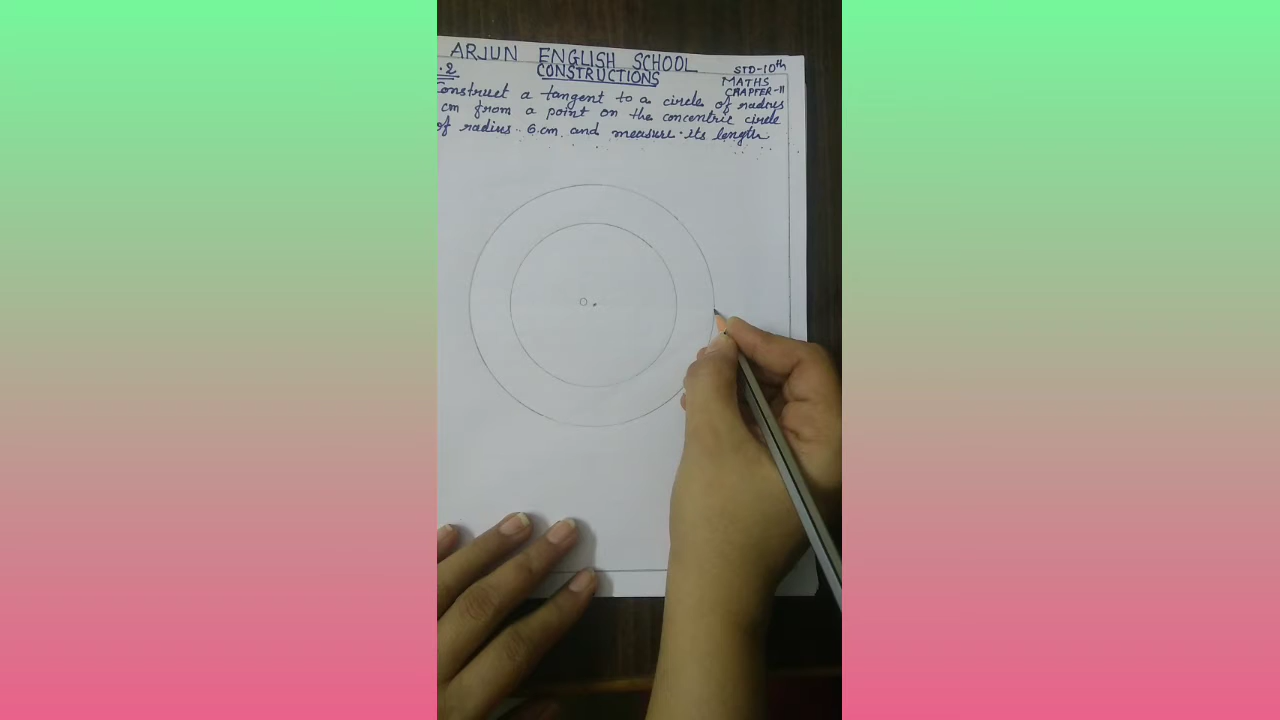 ARJUN ENGLISH SCHOOL
STD-10th
.2
CONSTRUCTIONS
MATHS
CHAPTER-11
Construct a tangent to a circle of radius
cm from a point on the concentric circle
of radius 6 cm and measure its length
O